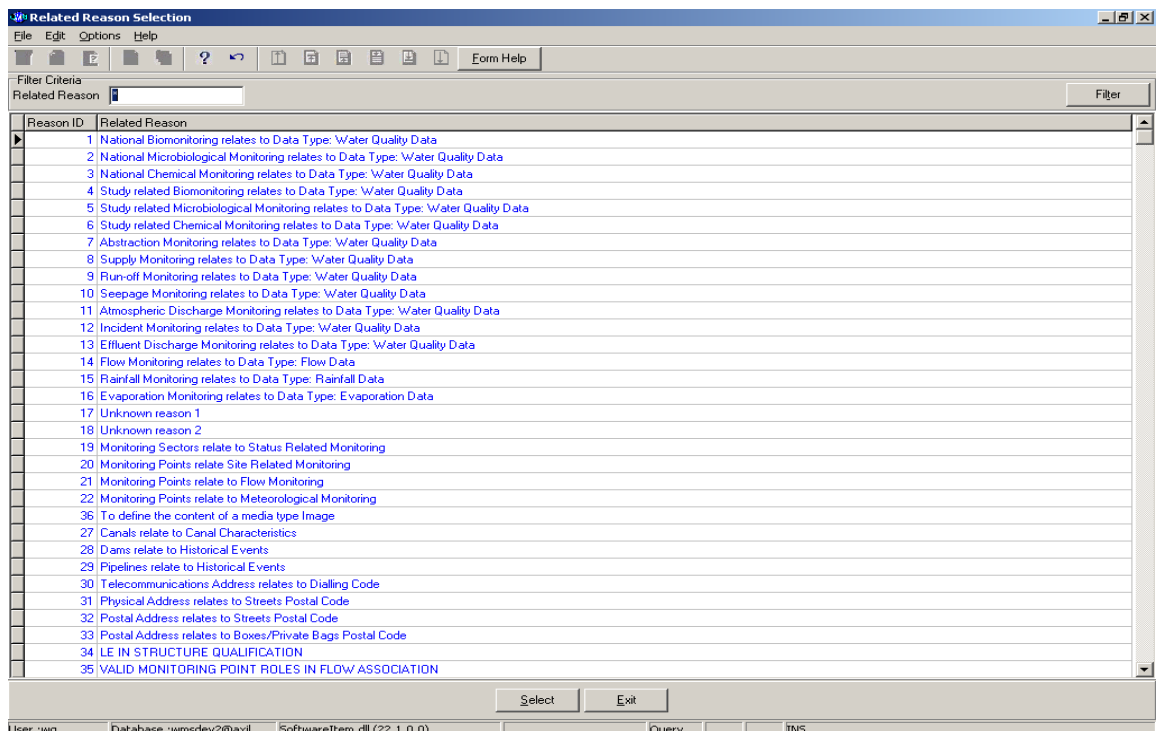 Related Reason Selection
File Edit Options Help
? Form Help
Filter Criteria
Related Reason * Filter
Reason ID Related Reason
1 National Biomonitoring relates to Data Type: Water Quality Data
2 National Microbiological Monitoring relates to Data Type: Water Quality Data
3 National Chemical Monitoring relates to Data Type: Water Quality Data
4 Study related Biomonitoring relates to Data Type: Water Quality Data
5 Study related Microbiological Monitoring relates to Data Type: Water Quality Data
6 Study related Chemical Monitoring relates to Data Type: Water Quality Data
7 Abstraction Monitoring relates to Data Type: Water Quality Data
8 Supply Monitoring relates to Data Type: Water Quality Data
9 Run-off Monitoring relates to Data Type: Water Quality Data
10 Seepage Monitoring relates to Data Type: Water Quality Data
11 Atmospheric Discharge Monitoring relates to Data Type: Water Quality Data
12 Incident Monitoring relates to Data Type: Water Quality Data
13 Effluent Discharge Monitoring relates to Data Type: Water Quality Data
14 Flow Monitoring relates to Data Type: Flow Data
15 Rainfall Monitoring relates to Data Type: Rainfall Data
16 Evaporation Monitoring relates to Data Type: Evaporation Data
17 Unknown reason 1
18 Unknown reason 2
19 Monitoring Sectors relate to Status Related Monitoring
20 Monitoring Points relate Site Related Monitoring
21 Monitoring Points relate to Flow Monitoring
22 Monitoring Points relate to Meteorological Monitoring
36 To define the content of a media type Image
27 Canals relate to Canal Characteristics
28 Dams relate to Historical Events
29 Pipelines relate to Historical Events
30 Telecommunications Address relates to Dialling Code
31 Physical Address relates to Streets Postal Code
32 Postal Address relates to Streets Postal Code
33 Postal Address relates to Boxes/Private Bags Postal Code
34 LE IN STRUCTURE QUALIFICATION
35 VALID MONITORING POINT ROLES IN FLOW ASSOCIATION
Select Exit
User :wq Database :wmsdev2@axil SoftwareItem.dll (22.1.0.0) Query INS